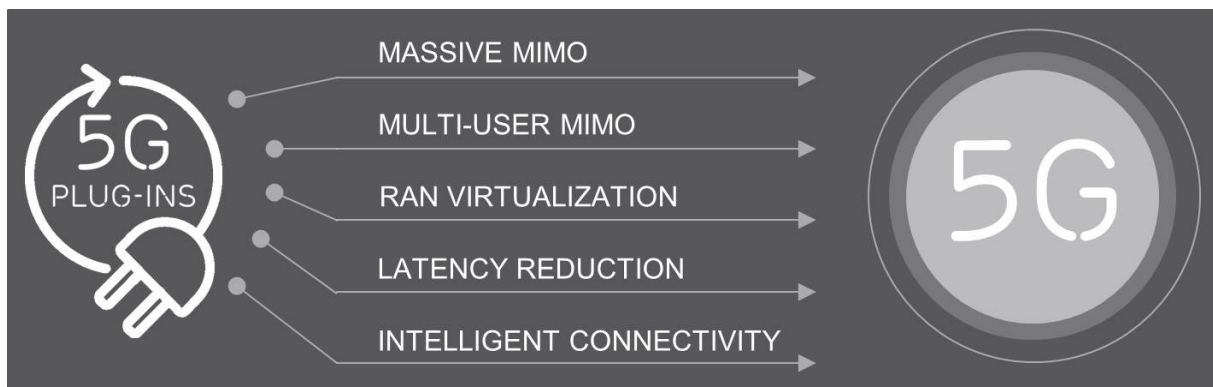 5G
PLUG-INS
MASSIVE MIMO
MULTI-USER MIMO
RAN VIRTUALIZATION
LATENCY REDUCTION
INTELLIGENT CONNECTIVITY
5G